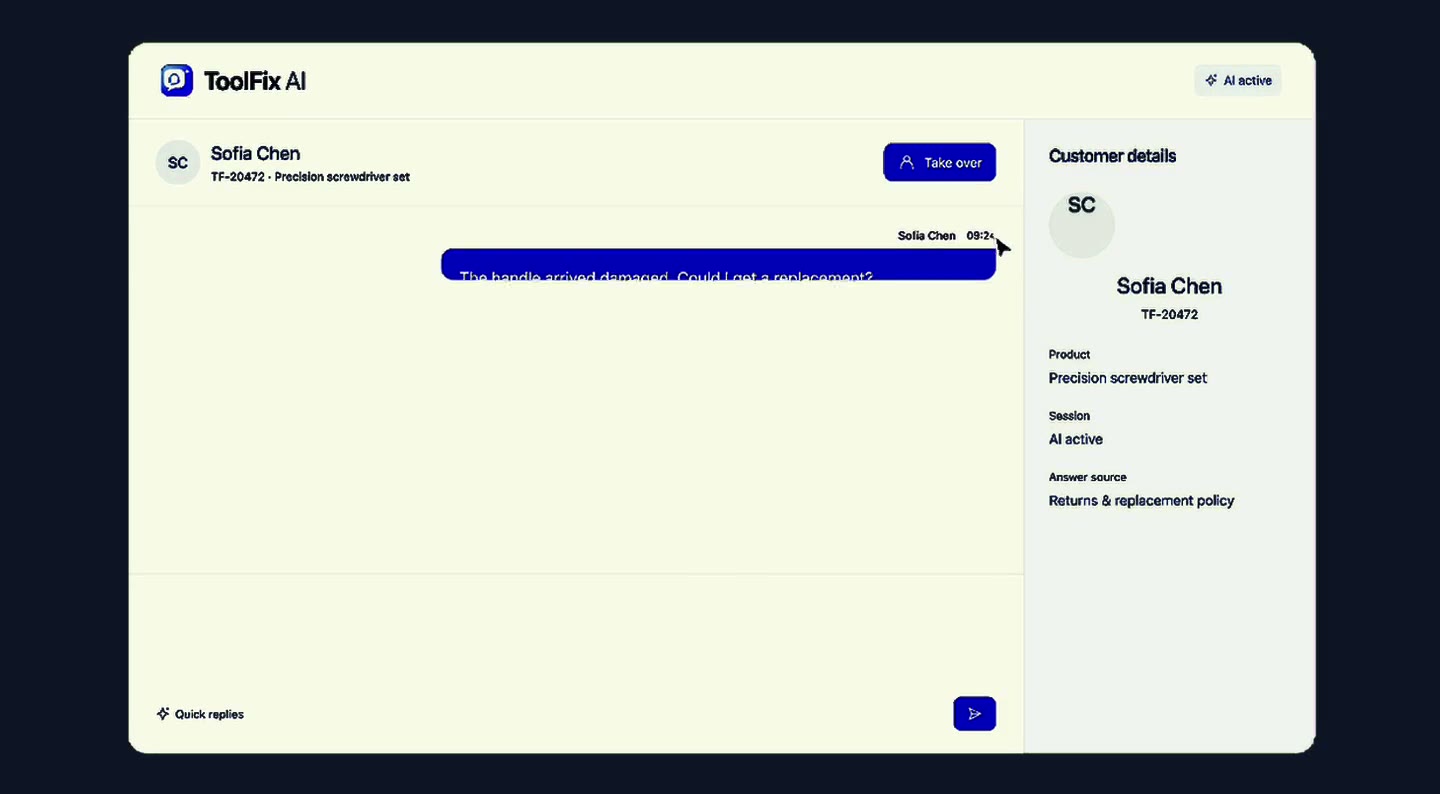 ToolFix AI
AI active
SC
Sofia Chen
TF-20472 · Precision screwdriver set
Take over
Sofia Chen
The handle arrived damaged. Could I get a replacement?
Quick replies
Customer details
SC
Sofia Chen
TF-20472
Product
Precision screwdriver set
Session
AI active
Answer source
Returns & replacement policy